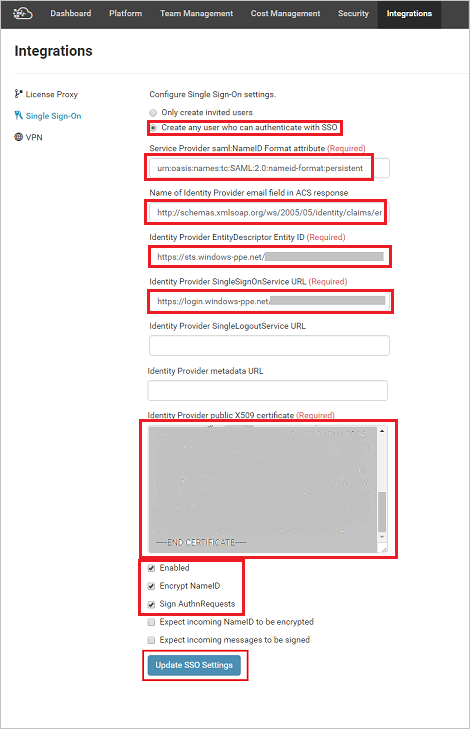 Dashboard Platform Team Management Cost Management Security Integrations
Integrations
License Proxy
Single Sign-On
VPN
Configure Single Sign-On settings.
Only create invited users
Create any user who can authenticate with SSO
Service Provider saml:NameID Format attribute (Required)
urn:oasis:names:tc:SAML:2.0:nameid-format:persistent
Name of Identity Provider email field in ACS response
http://schemas.xmlsoap.org/ws/2005/05/identity/claims/er
Identity Provider EntityDescriptor Entity ID (Required)
https://sts.windows-ppe.net/
Identity Provider SingleSignOnService URL (Required)
https://login.windows-ppe.net/
Identity Provider SingleLogoutService URL
Identity Provider metadata URL
Identity Provider public X509 certificate (Required)
-----END CERTIFICATE-----
Enabled
Encrypt NameID
Sign AuthnRequests
Expect incoming NameID to be encrypted
Expect incoming messages to be signed
Update SSO Settings